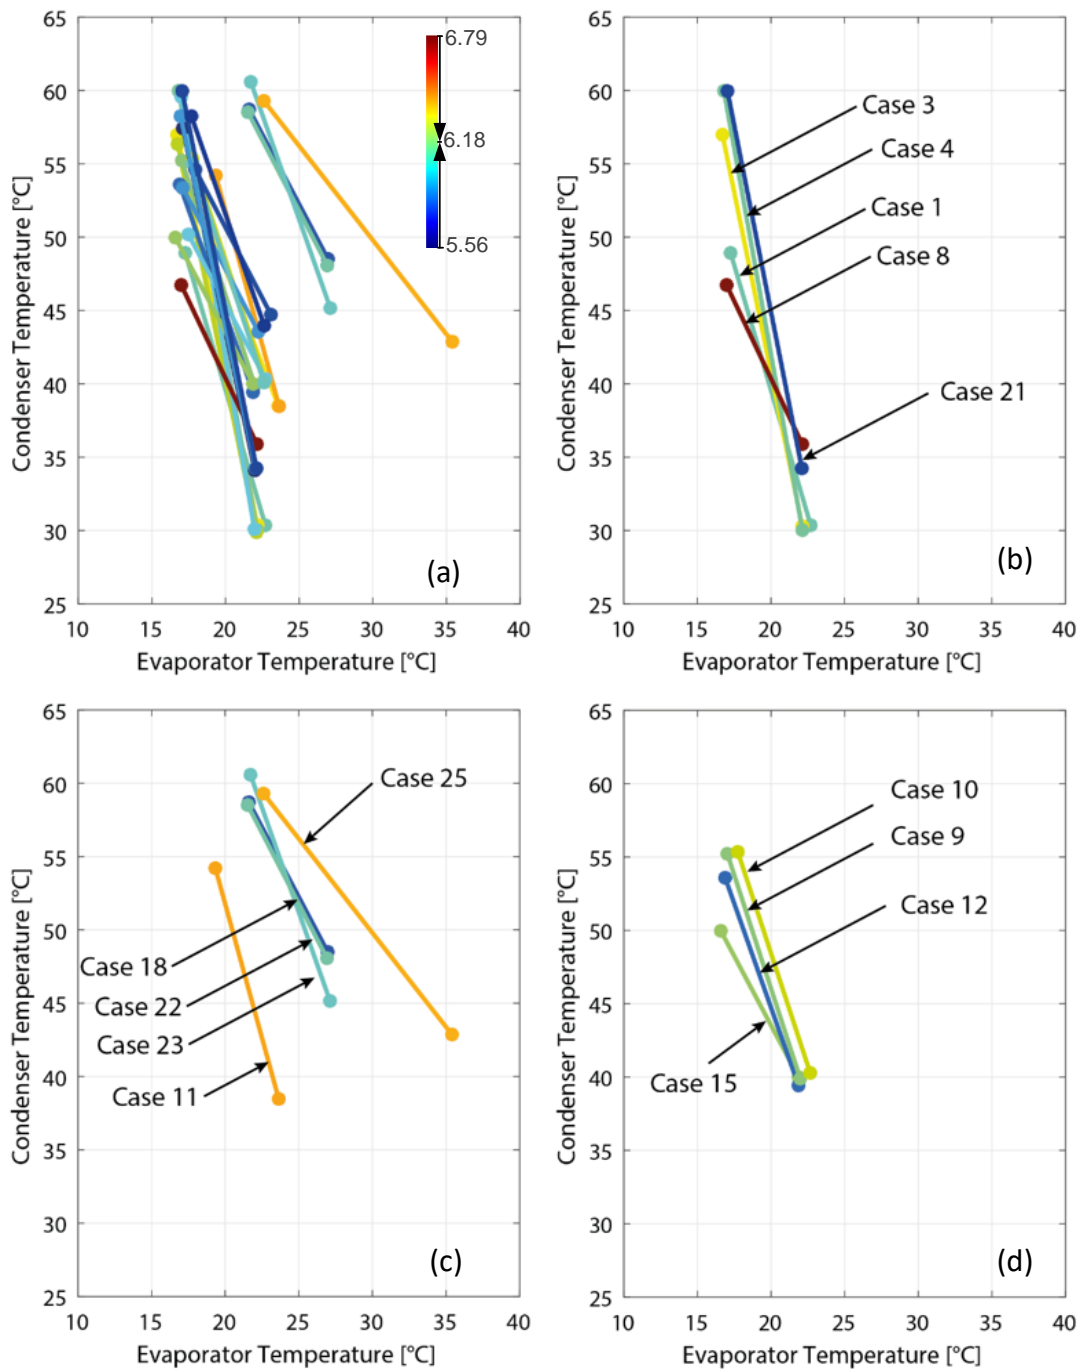 65
60
55
50
45
40
35
30
25
10
15
20
25
30
35
40
Condenser Temperature [°C]
Evaporator Temperature [°C]
6.79
6.18
5.56
(a)
65
60
55
50
45
40
35
30
25
10
15
20
25
30
35
40
Condenser Temperature [°C]
Evaporator Temperature [°C]
Case 3
Case 4
Case 1
Case 8
Case 21
(b)
65
60
55
50
45
40
35
30
25
10
15
20
25
30
35
40
Condenser Temperature [°C]
Evaporator Temperature [°C]
Case 25
Case 18
Case 22
Case 23
Case 11
(c)
65
60
55
50
45
40
35
30
25
10
15
20
25
30
35
40
Condenser Temperature [°C]
Evaporator Temperature [°C]
Case 10
Case 9
Case 12
Case 15
(d)